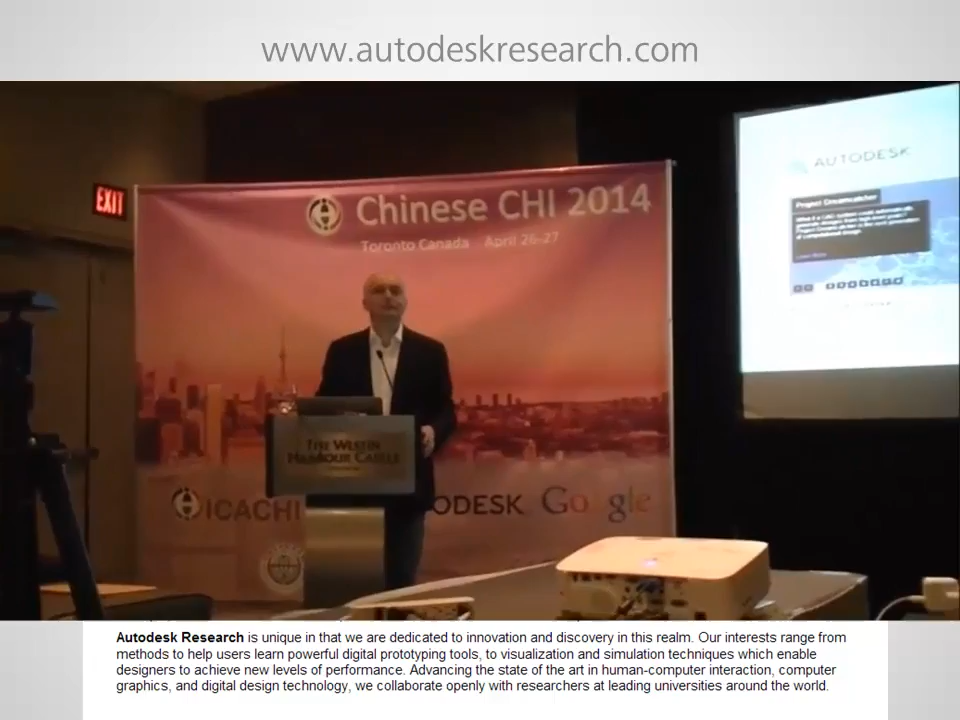 www.autodeskresearch.com
EXIT
Chinese CHI 2014
Toronto Canada April 26-27
AUTODESK
Project Dreamcatcher
THE WESTIN
HARBOUR CASTLE
ICACHI
ODESK
Google
Autodesk Research is unique in that we are dedicated to innovation and discovery in this realm. Our interests range from
methods to help users learn powerful digital prototyping tools, to visualization and simulation techniques which enable
designers to achieve new levels of performance. Advancing the state of the art in human-computer interaction, computer
graphics, and digital design technology, we collaborate openly with researchers at leading universities around the world.